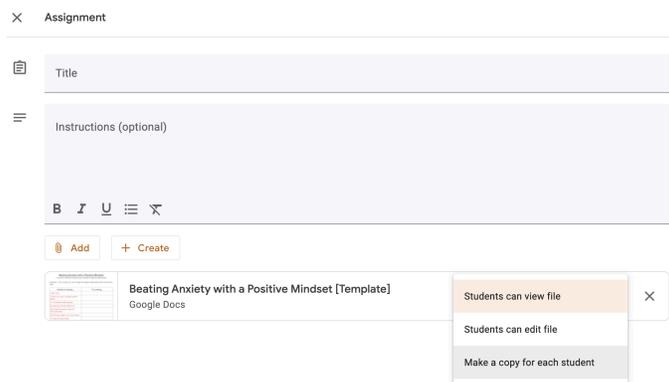 Assignment
Title
Instructions (optional)
B I U
Add Create
Beating Anxiety with a Positive Mindset [Template]
Google Docs
Students can view file
Students can edit file
Make a copy for each student